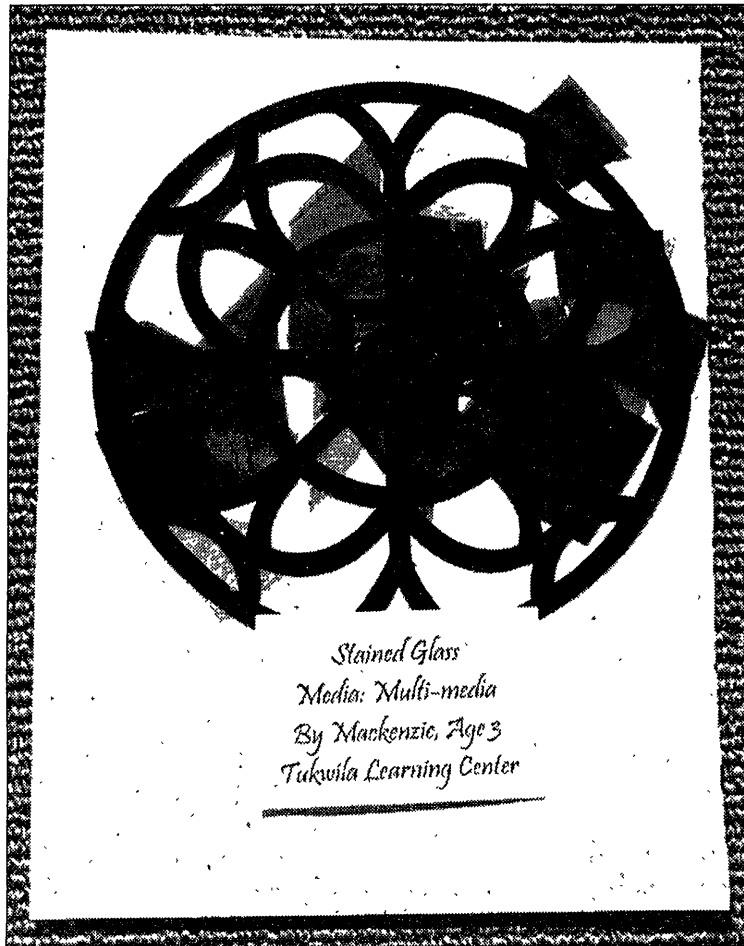 Stained Glass
Media: Multi-media
By Mackenzie, Age 3
Tukwila Learning Center